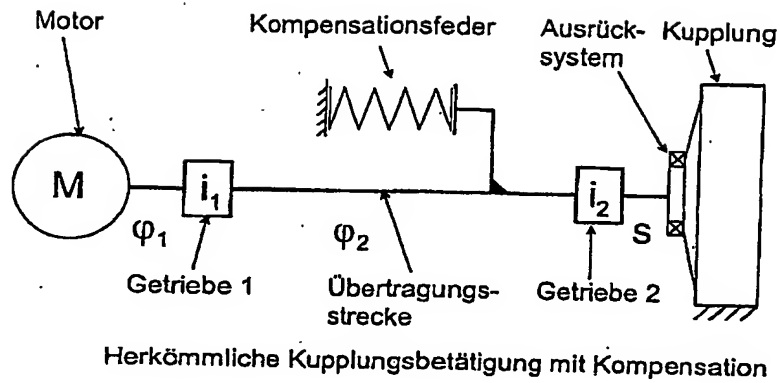 Motor
Kompensationsfeder
Ausrück-
system
Kupplung
M
i₁
i₂
φ₁
φ₂
S
Getriebe 1
Übertragungs-
strecke
Getriebe 2
Herkömmliche Kupplungsbetätigung mit Kompensation